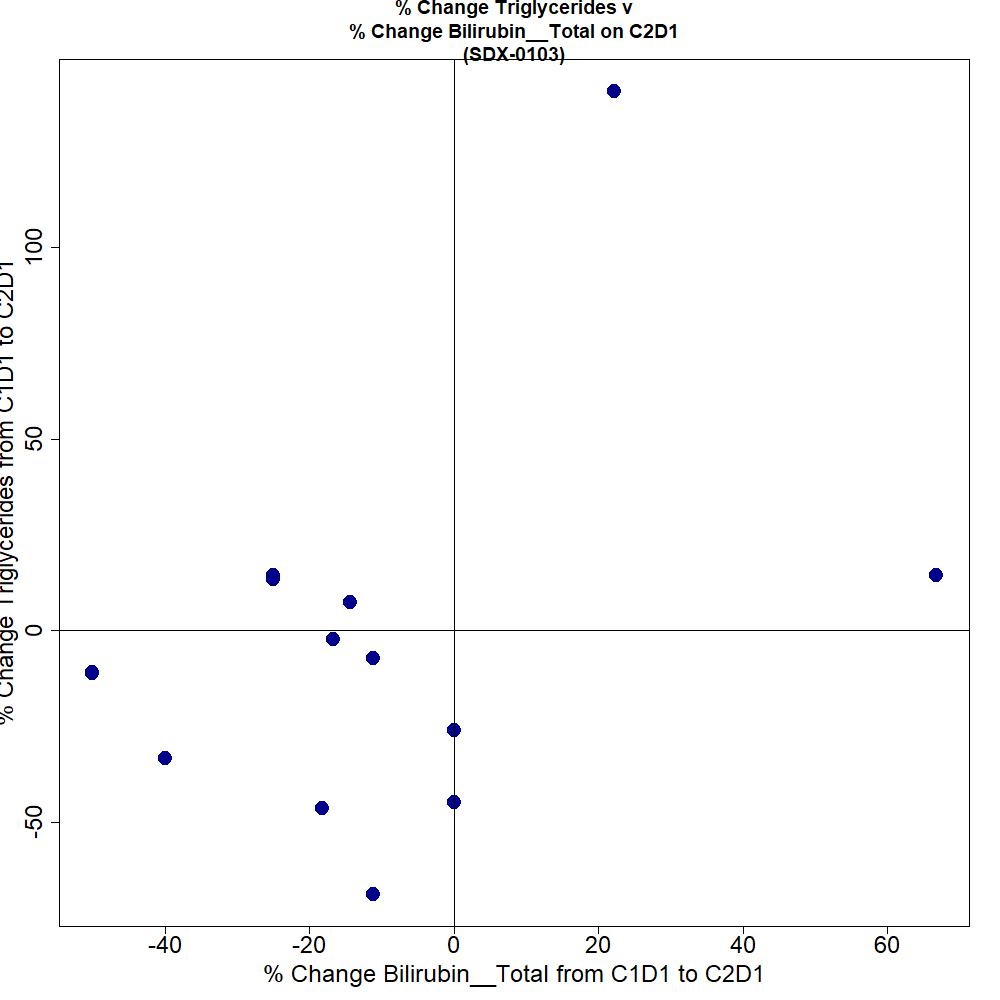 % Change Triglycerides v
% Change Bilirubin__Total on C2D1
(SDX-0103)
% Change Triglycerides from C1D1 to C2D1
100
50
0
-50
-40
-20
0
20
40
60
% Change Bilirubin__Total from C1D1 to C2D1